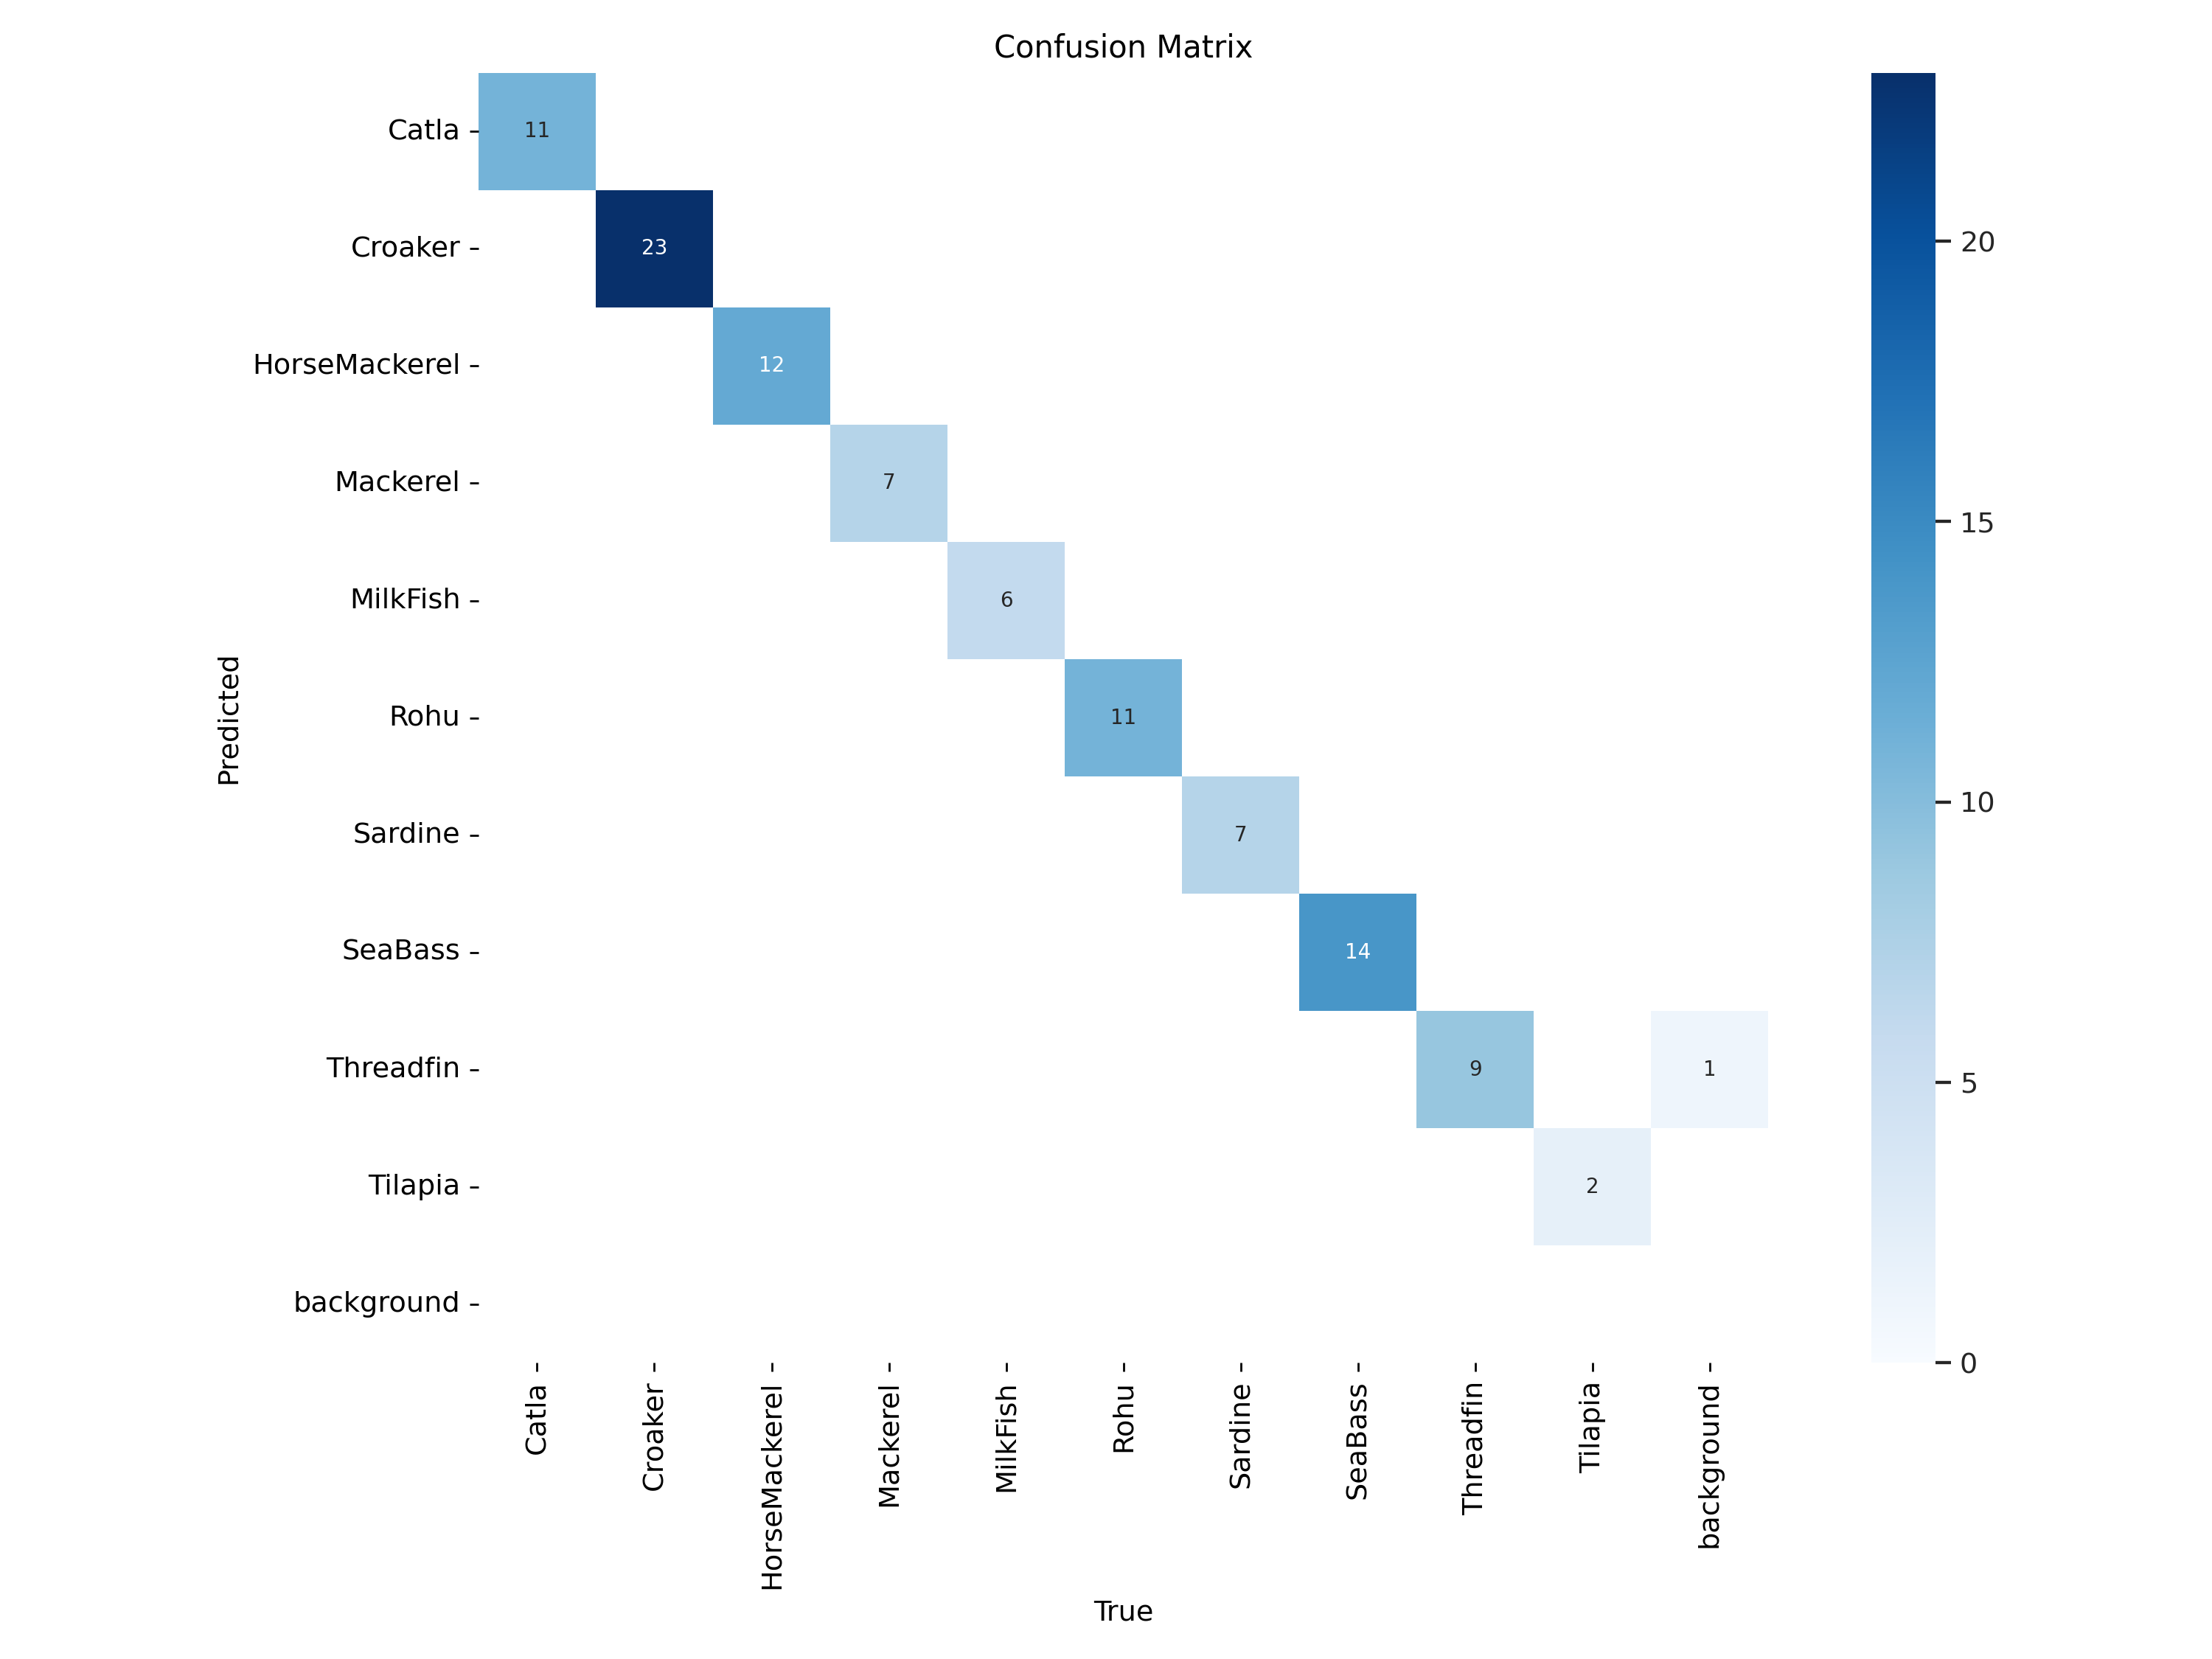 Confusion Matrix
Catla
11
Croaker
23
20
HorseMackerel
12
Mackerel
7
15
MilkFish
6
Predicted
Rohu
11
10
Sardine
7
SeaBass
14
Threadfin
9
1
5
Tilapia
2
background
0
Catla
Croaker
HorseMackerel
Mackerel
MilkFish
Rohu
Sardine
SeaBass
Threadfin
Tilapia
background
True